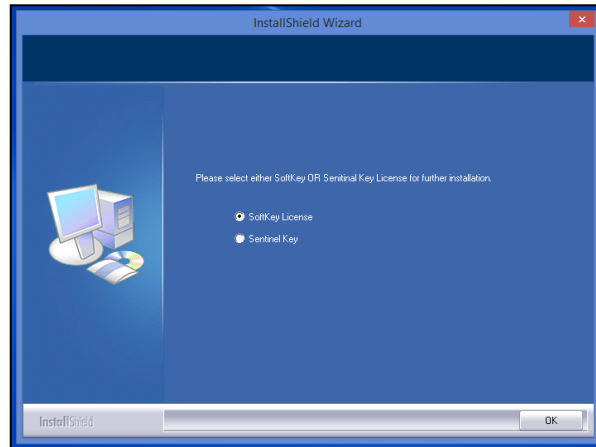 InstallShield Wizard
Please select either SoftKey OR Senitinal Key License for further installation.
SoftKey License
Sentinel Key
InstallShield
OK